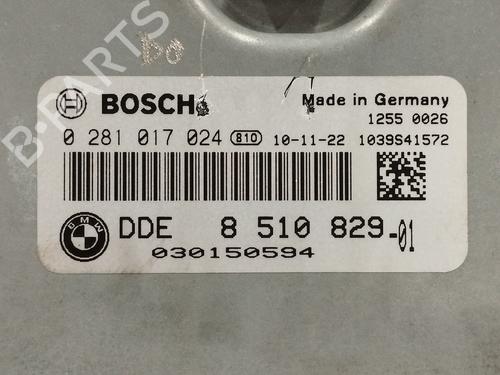 B-PARTS
BOSCH
Made in Germany
1255 0026
0 281 017 024 810 10-11-22 1039S41572
BMW DDE 8 510 829-01
030150594